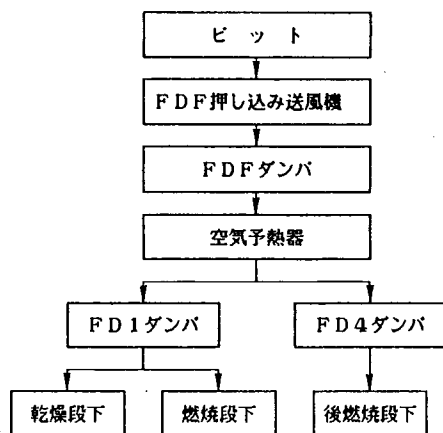 ピット
FDF押し込み送風機
FDFダンパ
空気予熱器
FD1ダンパ
FD4ダンパ
乾燥段下
燃焼段下
後燃焼段下